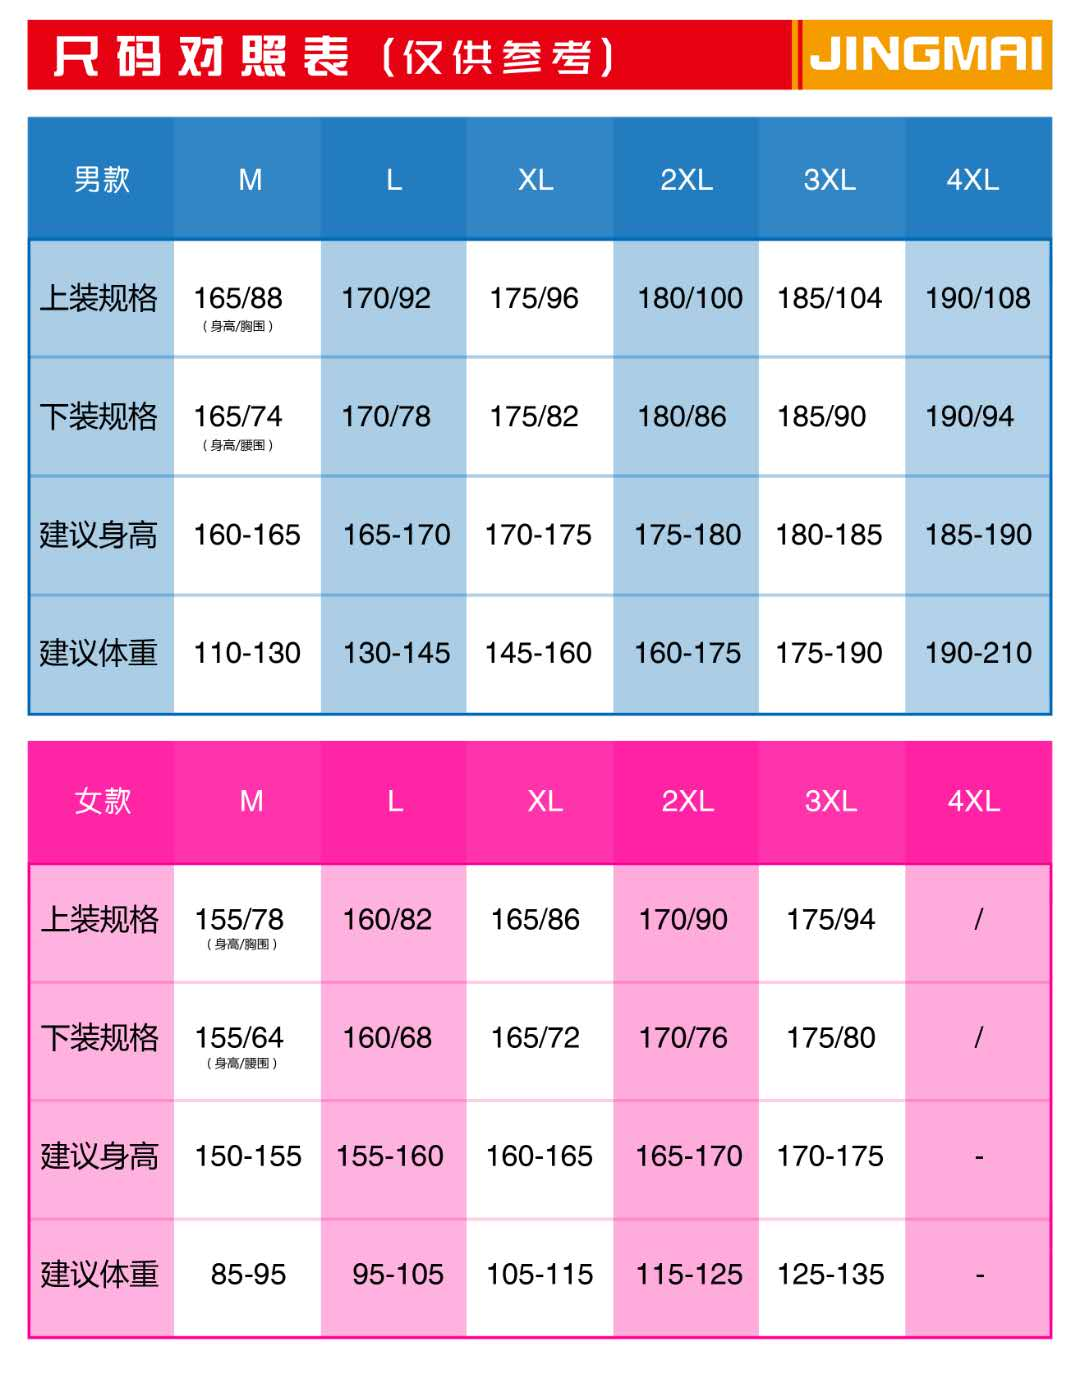 尺码对照表（仅供参考） JINGMAI
男款 M L XL 2XL 3XL 4XL
上装规格 165/88 170/92 175/96 180/100 185/104 190/108
（身高/胸围）
下装规格 165/74 170/78 175/82 180/86 185/90 190/94
（身高/腰围）
建议身高 160-165 165-170 170-175 175-180 180-185 185-190
建议体重 110-130 130-145 145-160 160-175 175-190 190-210
女款 M L XL 2XL 3XL 4XL
上装规格 155/78 160/82 165/86 170/90 175/94 /
（身高/胸围）
下装规格 155/64 160/68 165/72 170/76 175/80 /
（身高/腰围）
建议身高 150-155 155-160 160-165 165-170 170-175 -
建议体重 85-95 95-105 105-115 115-125 125-135 -